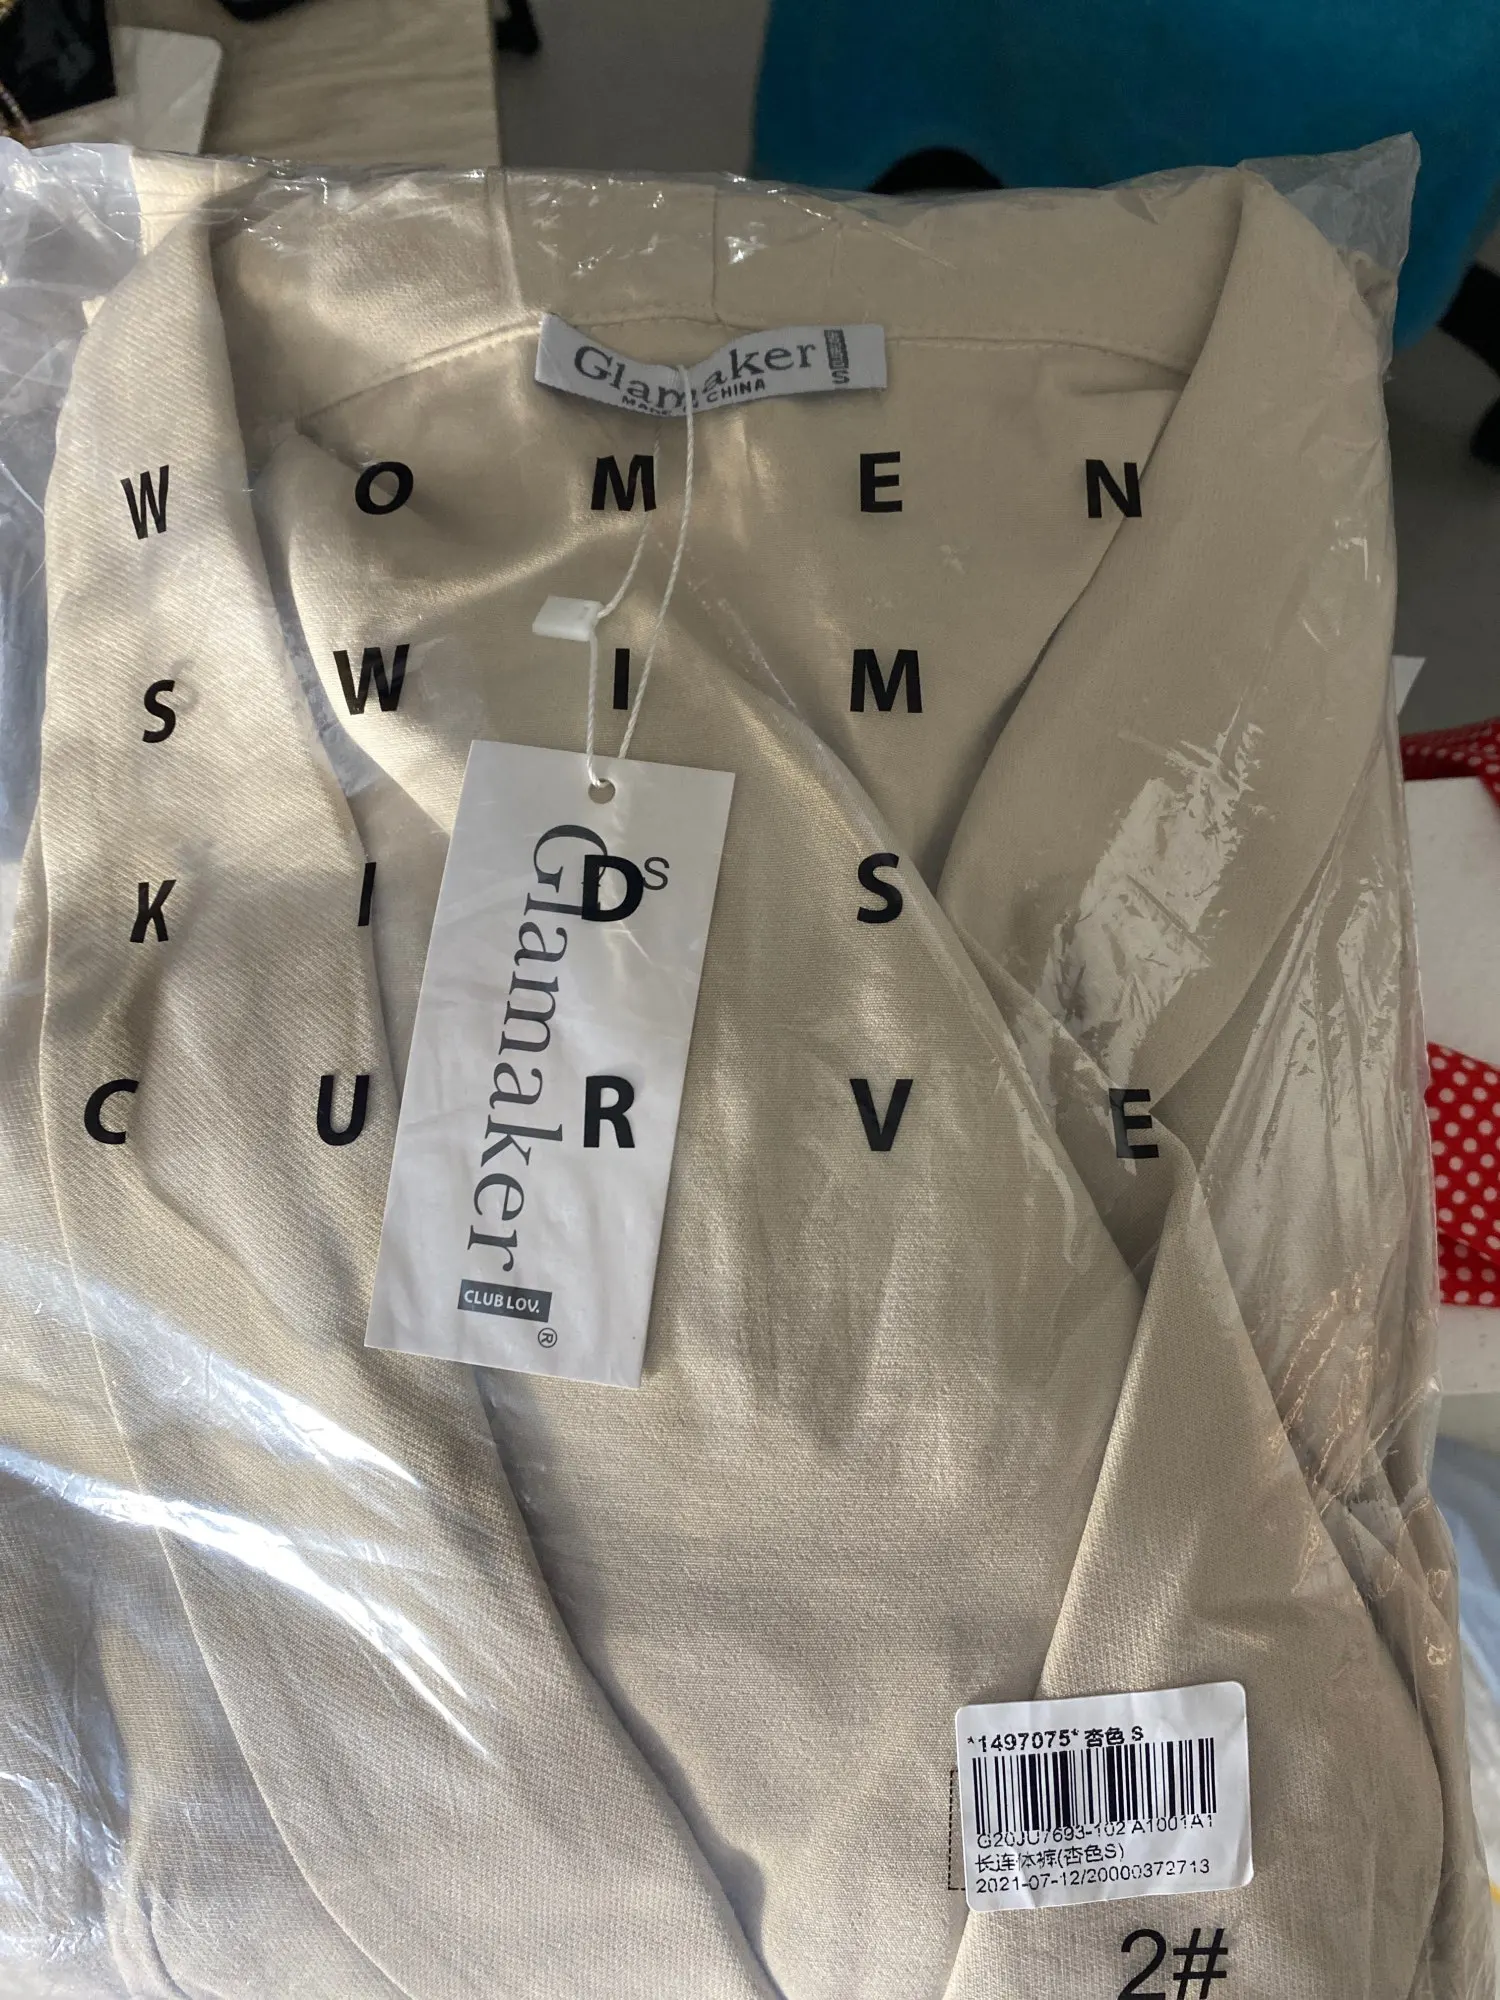 Glamaker
MADE IN CHINA
S
W O M E N
S W I M
K I D S
C U R V E
S
Glamaker
CLUB LOV.
®
*1497075* 杏色 S
G20JU7693-102 A1001A1
长连体裤(杏色S)
2021-07-12/20000372713
2#